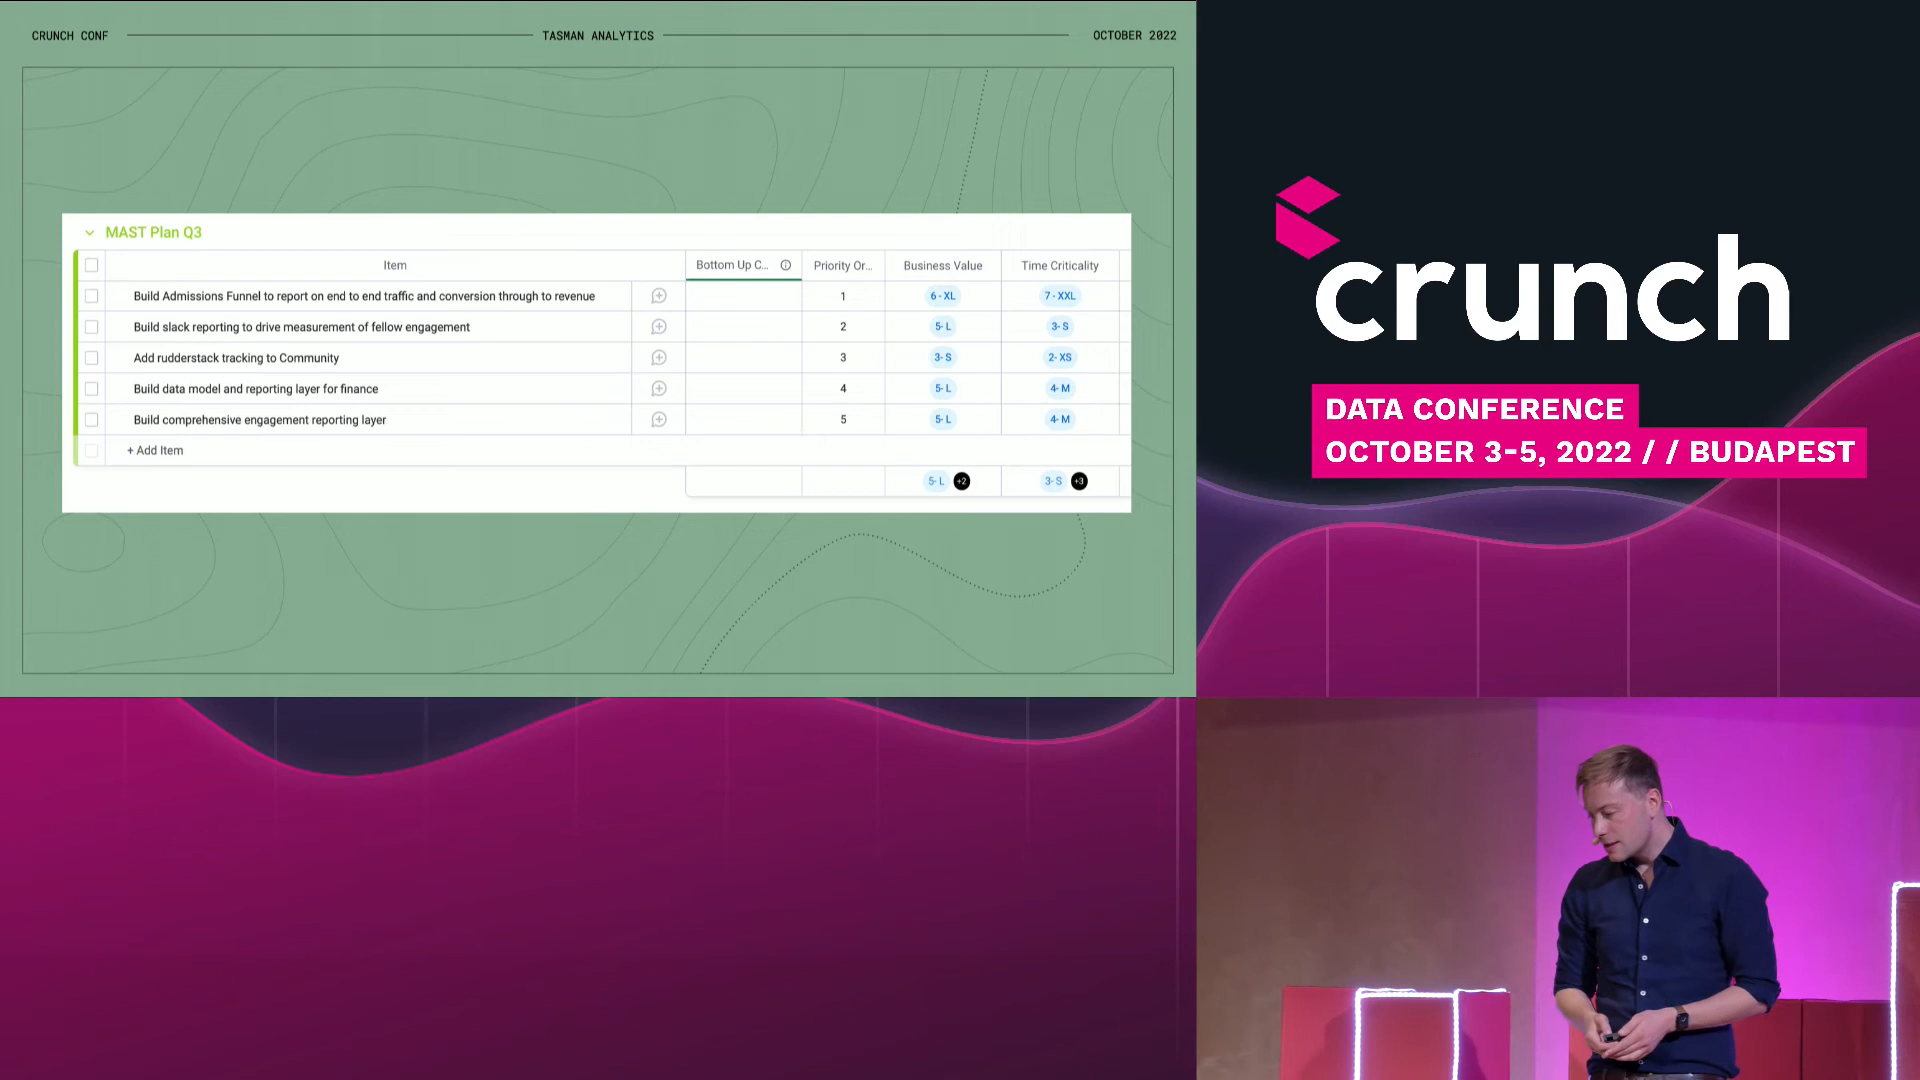 CRUNCH CONF TASMAN ANALYTICS OCTOBER 2022
MAST Plan Q3
Item Bottom Up C... Priority Or... Business Value Time Criticality
Build Admissions Funnel to report on end to end traffic and conversion through to revenue 1 6 - XL 7 - XXL
Build slack reporting to drive measurement of fellow engagement 2 5- L 3- S
Add rudderstack tracking to Community 3 3- S 2- XS
Build data model and reporting layer for finance 4 5- L 4- M
Build comprehensive engagement reporting layer 5 5- L 4- M
+ Add Item
5- L +2 3- S +3
crunch
DATA CONFERENCE
OCTOBER 3-5, 2022 / / BUDAPEST